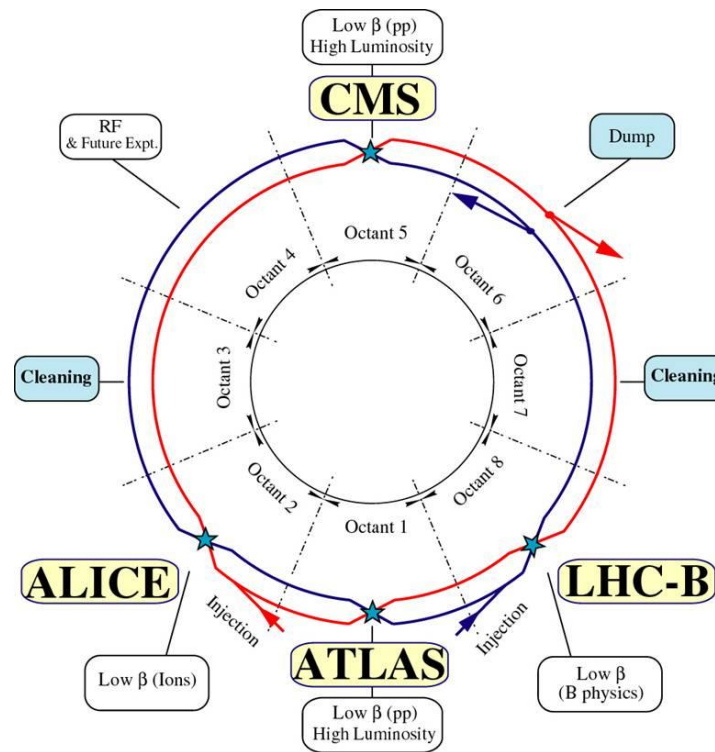 Low β (pp)
High Luminosity
CMS
RF
& Future Expt.
Dump
Octant 5
Octant 4
Octant 6
Cleaning
Octant 3
Octant 7
Cleaning
Octant 2
Octant 8
Octant 1
ALICE
LHC-B
Injection
Injection
ATLAS
Low β (Ions)
Low β
(B physics)
Low β (pp)
High Luminosity